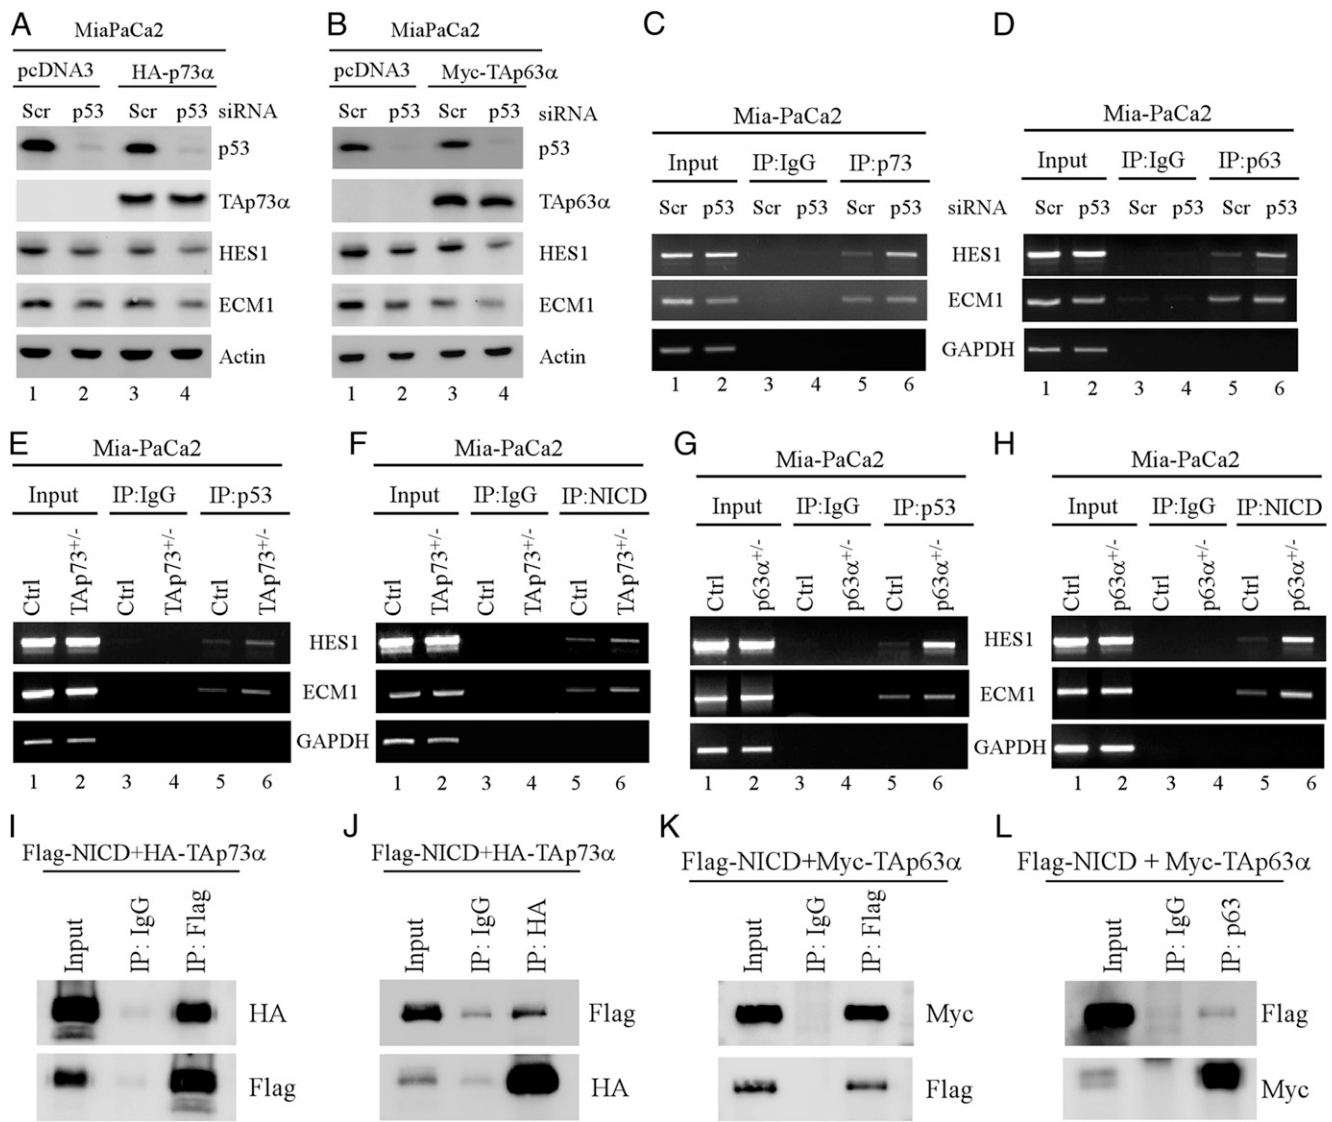 A
MiaPaCa2
pcDNA3 HA-p73α
Scr p53 Scr p53 siRNA
p53
TAp73α
HES1
ECM1
Actin
1 2 3 4
B
MiaPaCa2
pcDNA3 Myc-TAp63α
Scr p53 Scr p53 siRNA
p53
TAp63α
HES1
ECM1
Actin
1 2 3 4
C
Mia-PaCa2
Input IP:IgG IP:p73
Scr p53 Scr p53 Scr p53 siRNA
HES1
ECM1
GAPDH
1 2 3 4 5 6
D
Mia-PaCa2
Input IP:IgG IP:p63
Scr p53 Scr p53 Scr p53
1 2 3 4 5 6
E
Mia-PaCa2
Input IP:IgG IP:p53
Ctrl TAp73+/- Ctrl TAp73+/- Ctrl TAp73+/-
HES1
ECM1
GAPDH
1 2 3 4 5 6
F
Mia-PaCa2
Input IP:IgG IP:NICD
Ctrl TAp73+/- Ctrl TAp73+/- Ctrl TAp73+/-
1 2 3 4 5 6
G
Mia-PaCa2
Input IP:IgG IP:p53
Ctrl p63α+/- Ctrl p63α+/- Ctrl p63α+/-
HES1
ECM1
GAPDH
1 2 3 4 5 6
H
Mia-PaCa2
Input IP:IgG IP:NICD
Ctrl p63α+/- Ctrl p63α+/- Ctrl p63α+/-
1 2 3 4 5 6
I
Flag-NICD+HA-TAp73α
Input IP: IgG IP: Flag
HA
Flag
J
Flag-NICD+HA-TAp73α
Input IP: IgG IP: HA
Flag
HA
K
Flag-NICD+Myc-TAp63α
Input IP: IgG IP: Flag
Myc
Flag
L
Flag-NICD + Myc-TAp63α
Input IP: IgG IP: p63
Flag
Myc